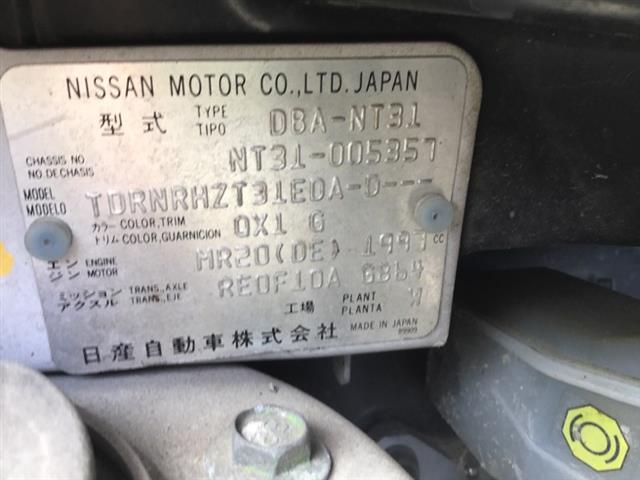 NISSAN MOTOR CO.,LTD.JAPAN
型式 TYPE TIPO DBA-NT31
CHASSIS NO NO DE CHASSIS NT31-005357
MODEL MODELO TDRNRHZT31EDA-D---
カラー COLOR,TRIM トリム COLOR,GUARNICION QX1 G
エンジン ENGINE MOTOR MR20(DE) 1997 cc
ミッション TRANS., AXLE アクスル TRANS., EJE RE0F10A GB64
工場 PLANT PLANTA W
MADE IN JAPAN
日産自動車株式会社